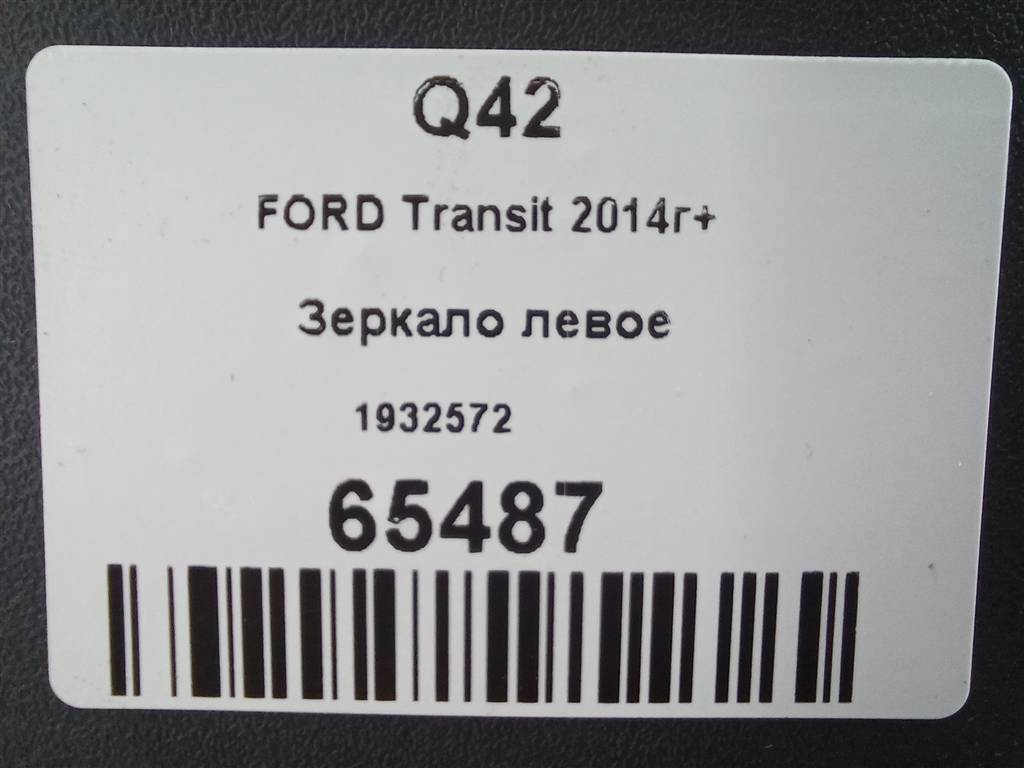 Q42
FORD Transit 2014г+
Зеркало левое
1932572
65487